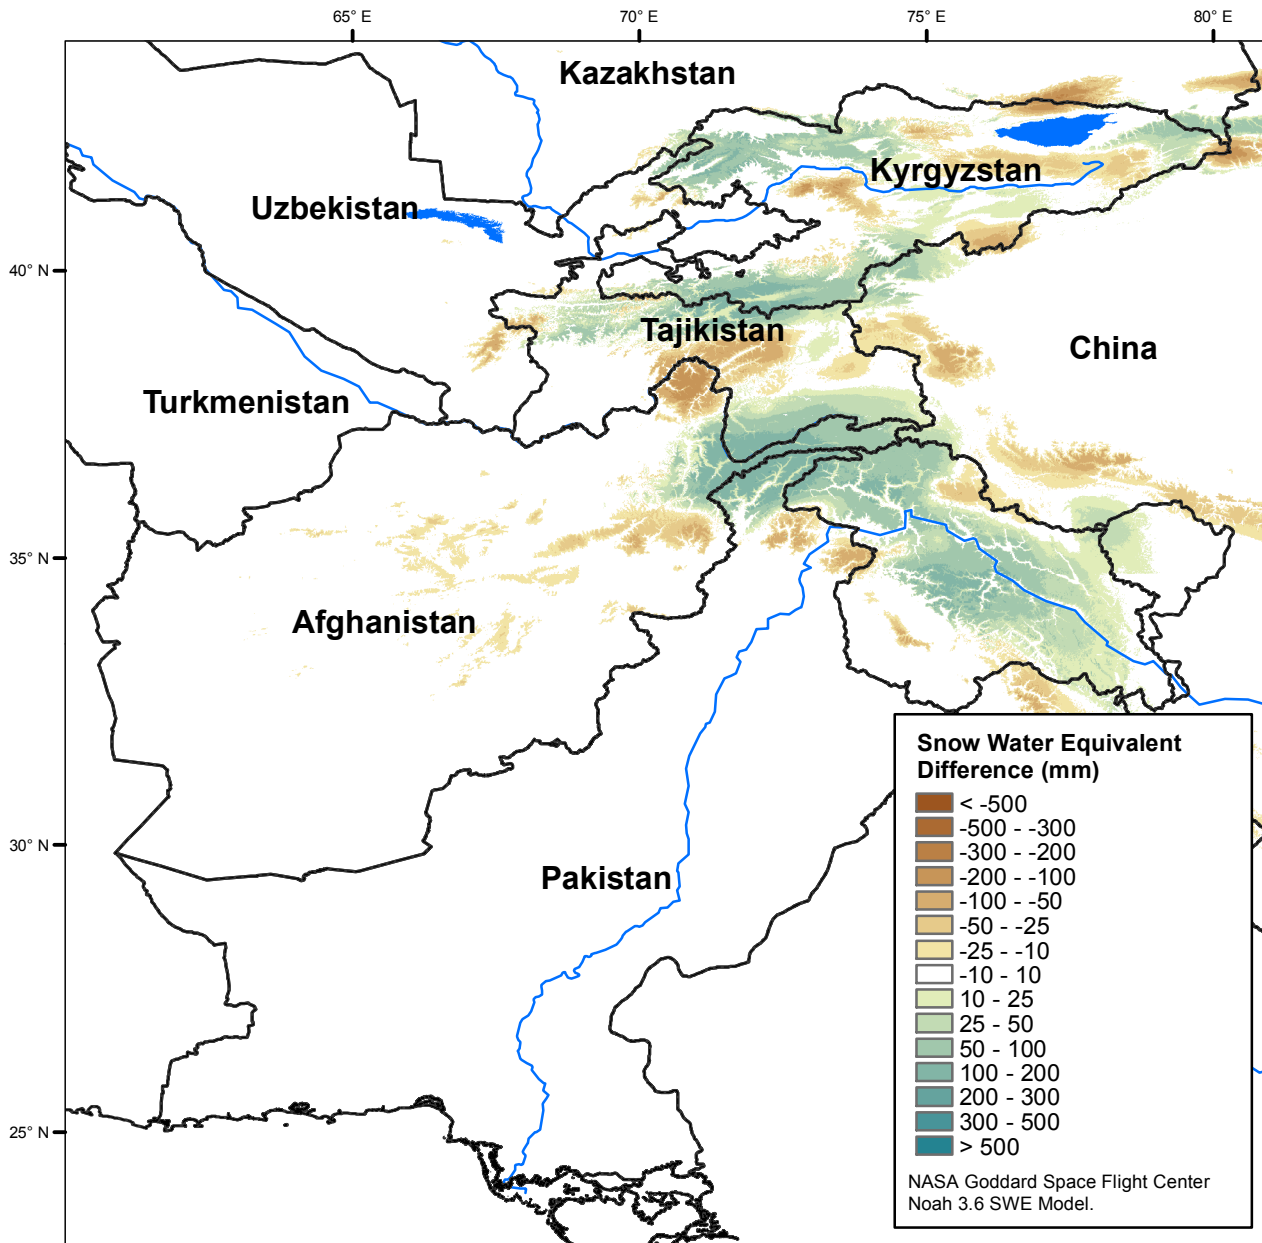 65° E
70° E
75° E
80° E
Kazakhstan
Kyrgyzstan
Uzbekistan
40° N
Tajikistan
China
Turkmenistan
35° N
Afghanistan
30° N
Pakistan
25° N
Snow Water Equivalent
Difference (mm)
< -500
-500 - -300
-300 - -200
-200 - -100
-100 - -50
-50 - -25
-25 - -10
-10 - 10
10 - 25
25 - 50
50 - 100
100 - 200
200 - 300
300 - 500
> 500
NASA Goddard Space Flight Center
Noah 3.6 SWE Model.